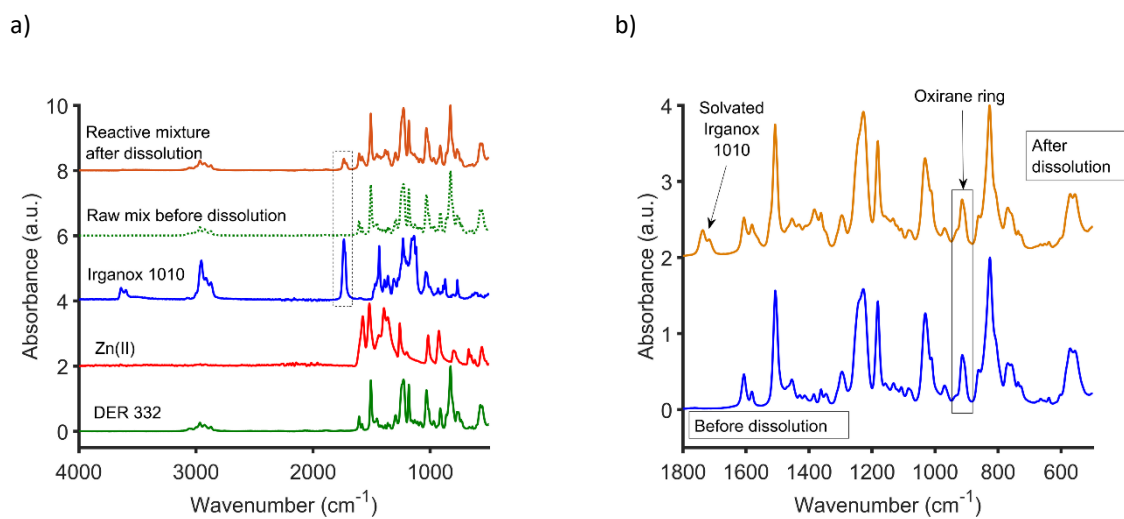 a)
b)
10
8
6
4
2
0
Absorbance (a.u.)
4000
3000
2000
1000
Wavenumber (cm-1)
Reactive mixture
after dissolution
Raw mix before dissolution
Irganox 1010
Zn(II)
DER 332
4
3
2
1
0
Absorbance (a.u.)
1800
1600
1400
1200
1000
800
600
Wavenumber (cm-1)
Solvated
Irganox
1010
Oxirane ring
After
dissolution
Before dissolution